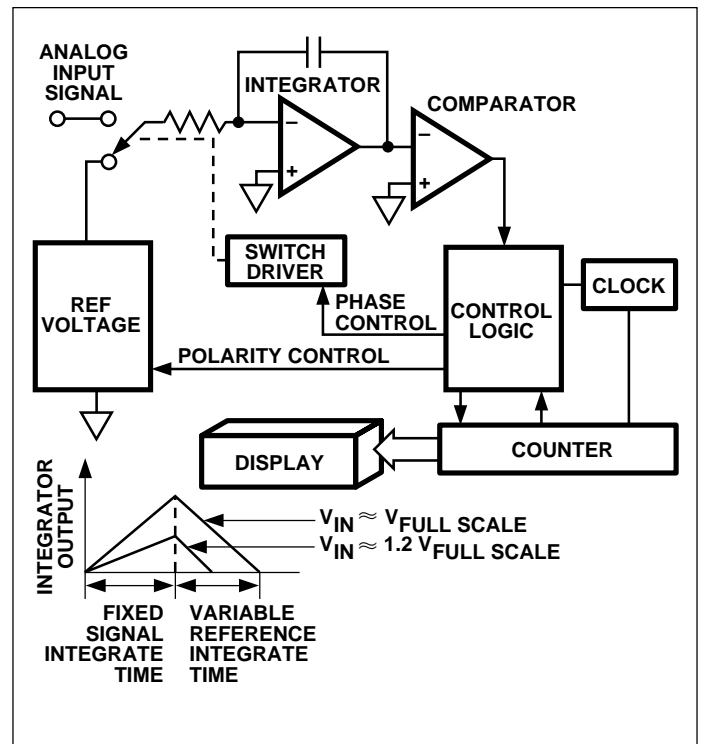 ANALOG
INPUT
SIGNAL
INTEGRATOR
–
+
COMPARATOR
–
+
REF
VOLTAGE
SWITCH
DRIVER
PHASE
CONTROL
POLARITY CONTROL
CONTROL
LOGIC
CLOCK
COUNTER
DISPLAY
INTEGRATOR
OUTPUT
VIN ≈ VFULL SCALE
VIN ≈ 1.2 VFULL SCALE
FIXED
SIGNAL
INTEGRATE
TIME
VARIABLE
REFERENCE
INTEGRATE
TIME